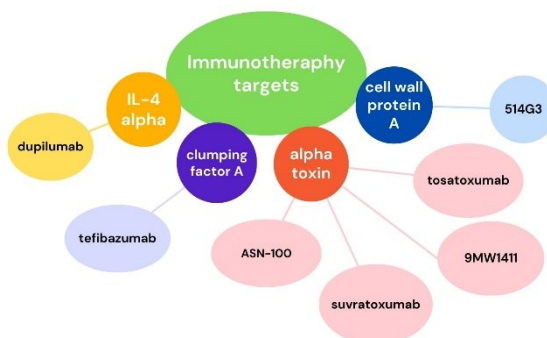 Immunotheraphy
targets
IL-4
alpha
cell wall
protein
A
514G3
dupilumab
clumping
factor A
alpha
toxin
tosatoxumab
tefibazumab
ASN-100
9MW1411
suvratoxumab